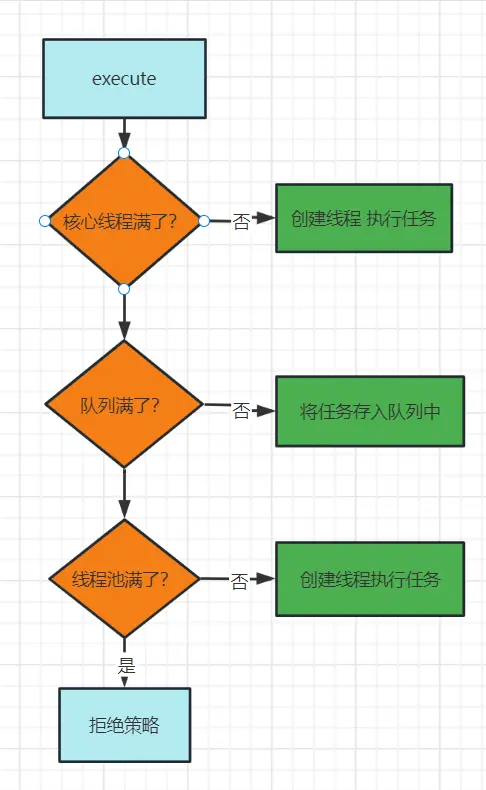 execute
核心线程满了？
否
创建线程 执行任务
队列满了？
否
将任务存入队列中
线程池满了？
否
创建线程执行任务
是
拒绝策略